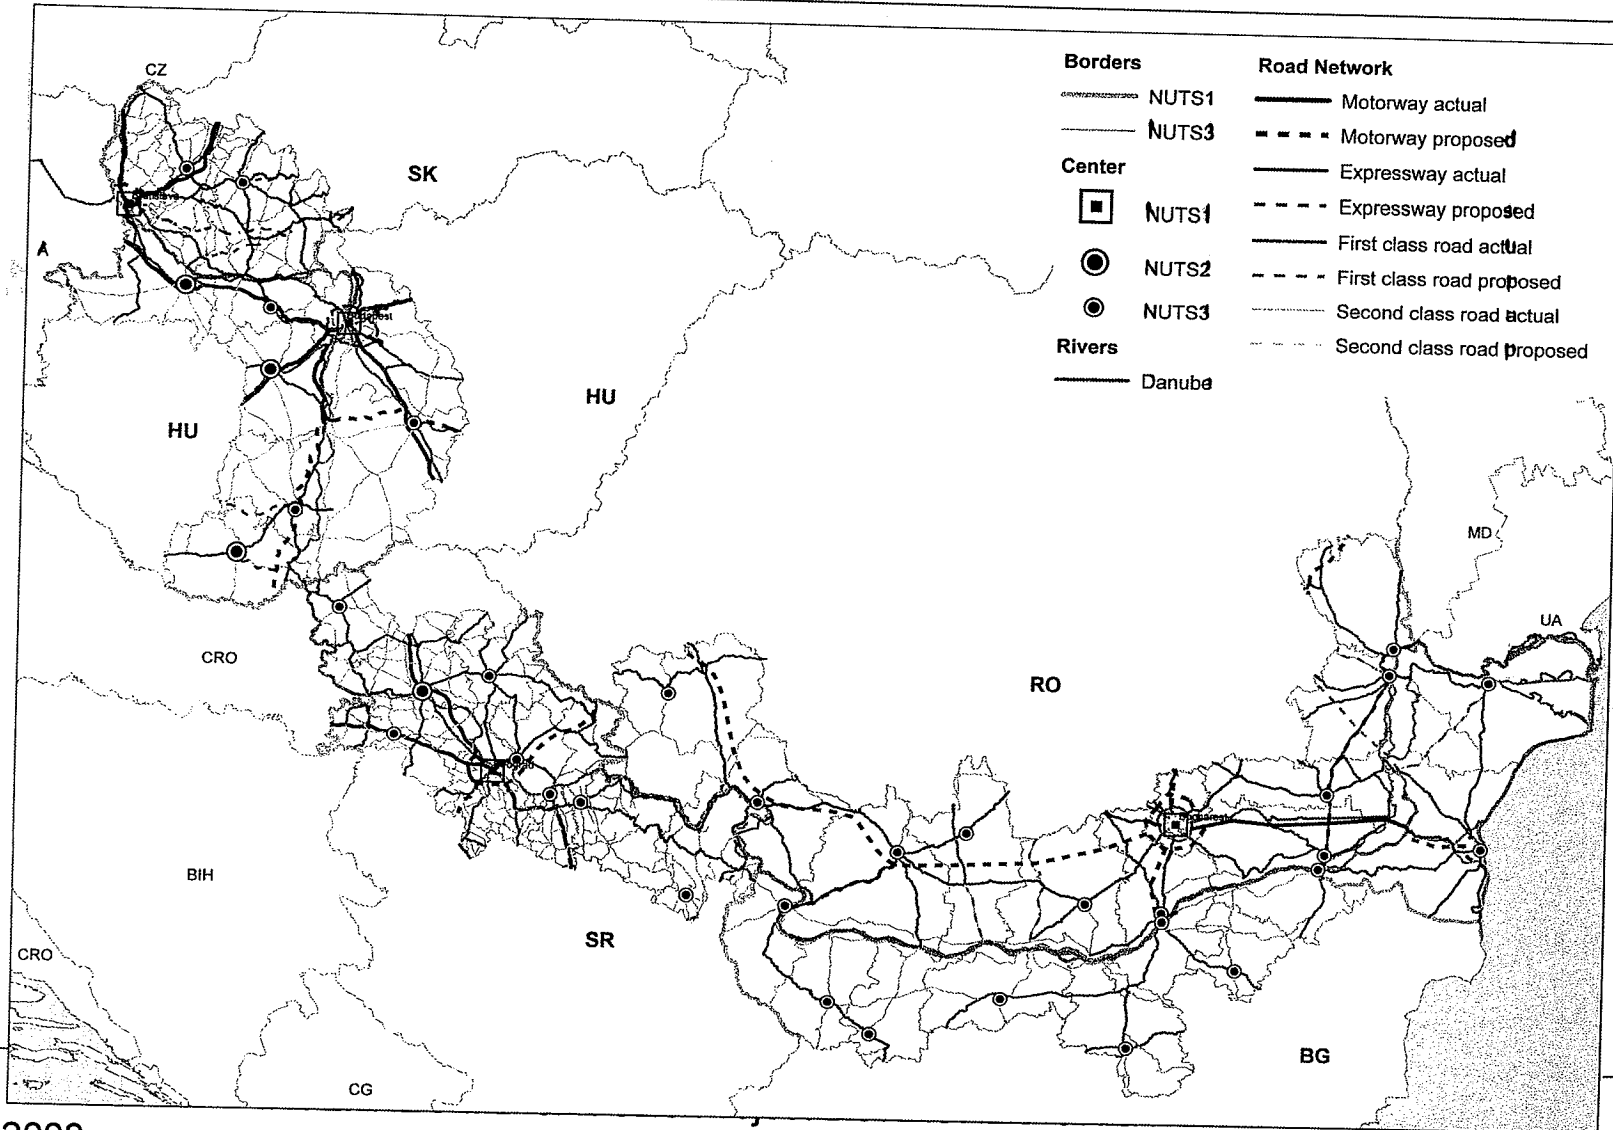 Borders
NUTS1
NUTS3
Center
NUTS1
NUTS2
NUTS3
Rivers
Danube
Road Network
Motorway actual
Motorway proposed
Expressway actual
Expressway proposed
First class road actual
First class road proposed
Second class road actual
Second class road proposed
CZ
SK
A
HU
HU
MD
UA
CRO
RO
BIH
CRO
SR
BG
CG